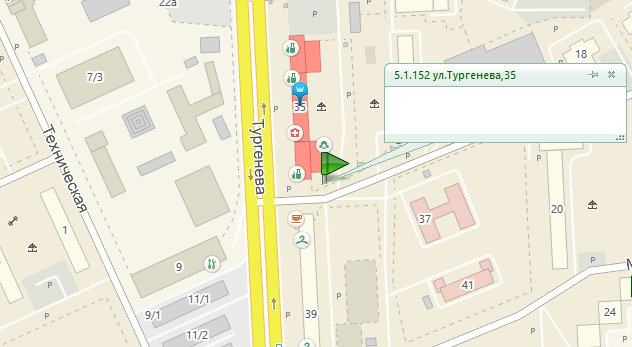 22а
P
P
P
7/3
18
5.1.152 ул.Тургенева,35
35
P
P
Тургенева
Техническая
P
P
P
20
37
1
9
41
P
11/1
9/1
P
39
24
11/2
P
P